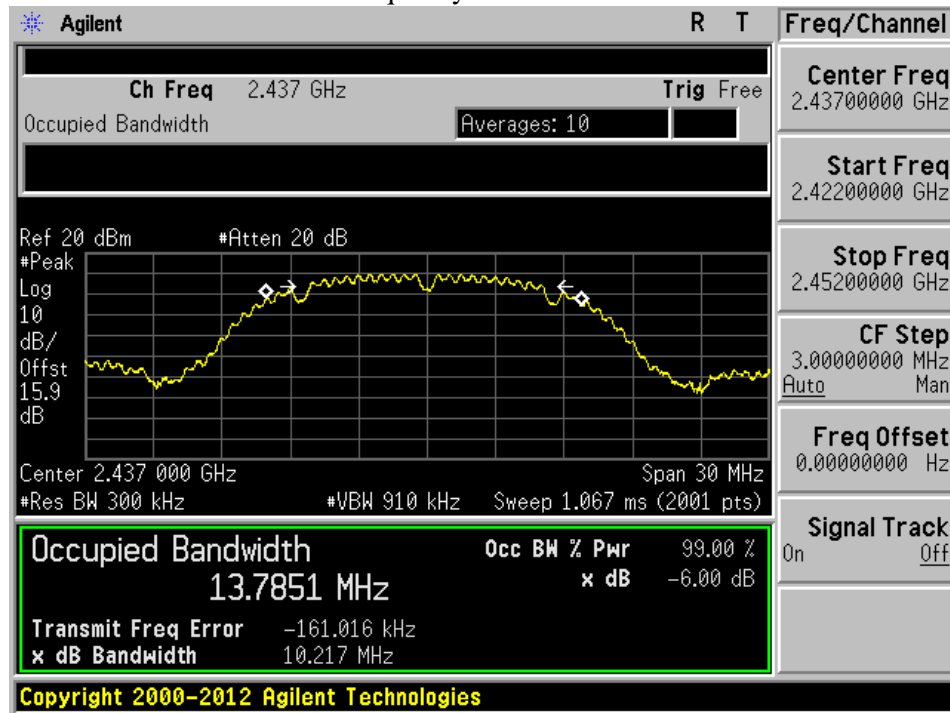 Agilent R T Freq/Channel
Ch Freq 2.437 GHz Trig Free
Occupied Bandwidth Averages: 10
Center Freq
2.43700000 GHz
Start Freq
2.42200000 GHz
Stop Freq
2.45200000 GHz
CF Step
3.00000000 MHz
Auto Man
Freq Offset
0.00000000 Hz
Signal Track
On Off
Ref 20 dBm #Atten 20 dB
#Peak
Log
10
dB/
Offst
15.9
dB
Center 2.437 000 GHz Span 30 MHz
#Res BW 300 kHz #VBW 910 kHz Sweep 1.067 ms (2001 pts)
Occupied Bandwidth Occ BW % Pwr 99.00 %
13.7851 MHz x dB -6.00 dB
Transmit Freq Error -161.016 kHz
x dB Bandwidth 10.217 MHz
Copyright 2000-2012 Agilent Technologies